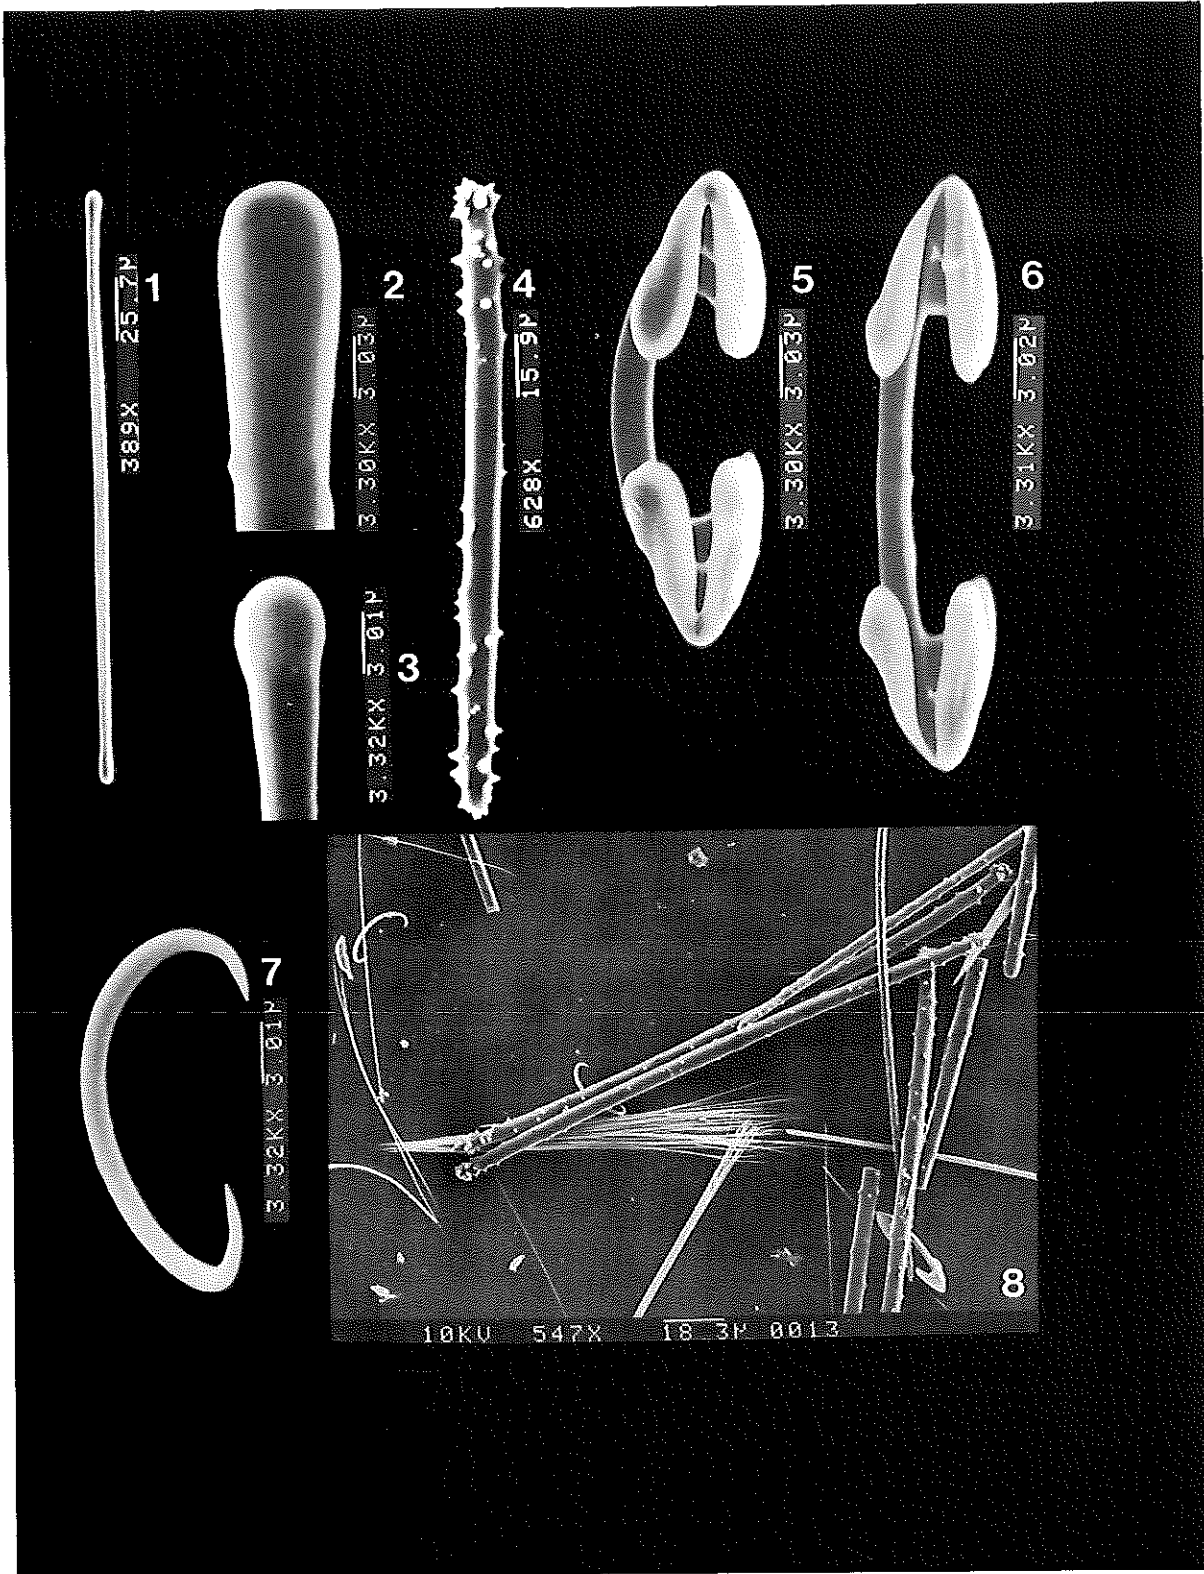 1
389X 25.7µ
2
3.30KX 3.03µ
3
3.32KX 3.01µ
4
628X 15.9µ
5
3.30KX 3.03µ
6
3.31KX 3.02µ
7
3.32KX 3.01µ
8
10KV 547X 18.3µ 0013